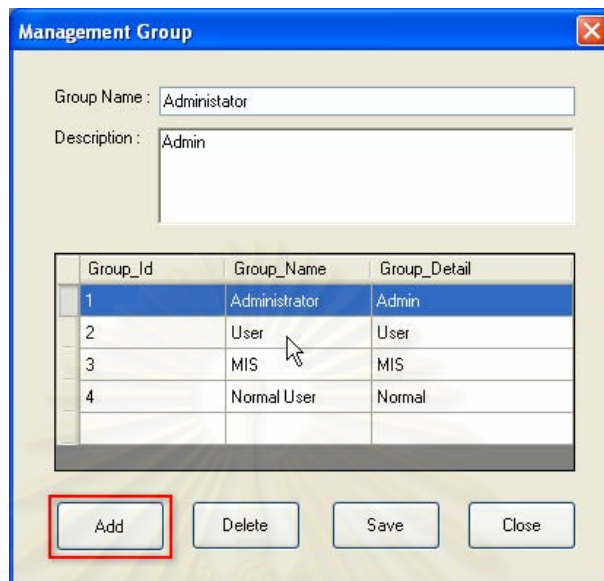 Management Group
Group Name : Administator
Description : Admin
Group_Id Group_Name Group_Detail
1 Administrator Admin
2 User User
3 MIS MIS
4 Normal User Normal
Add Delete Save Close